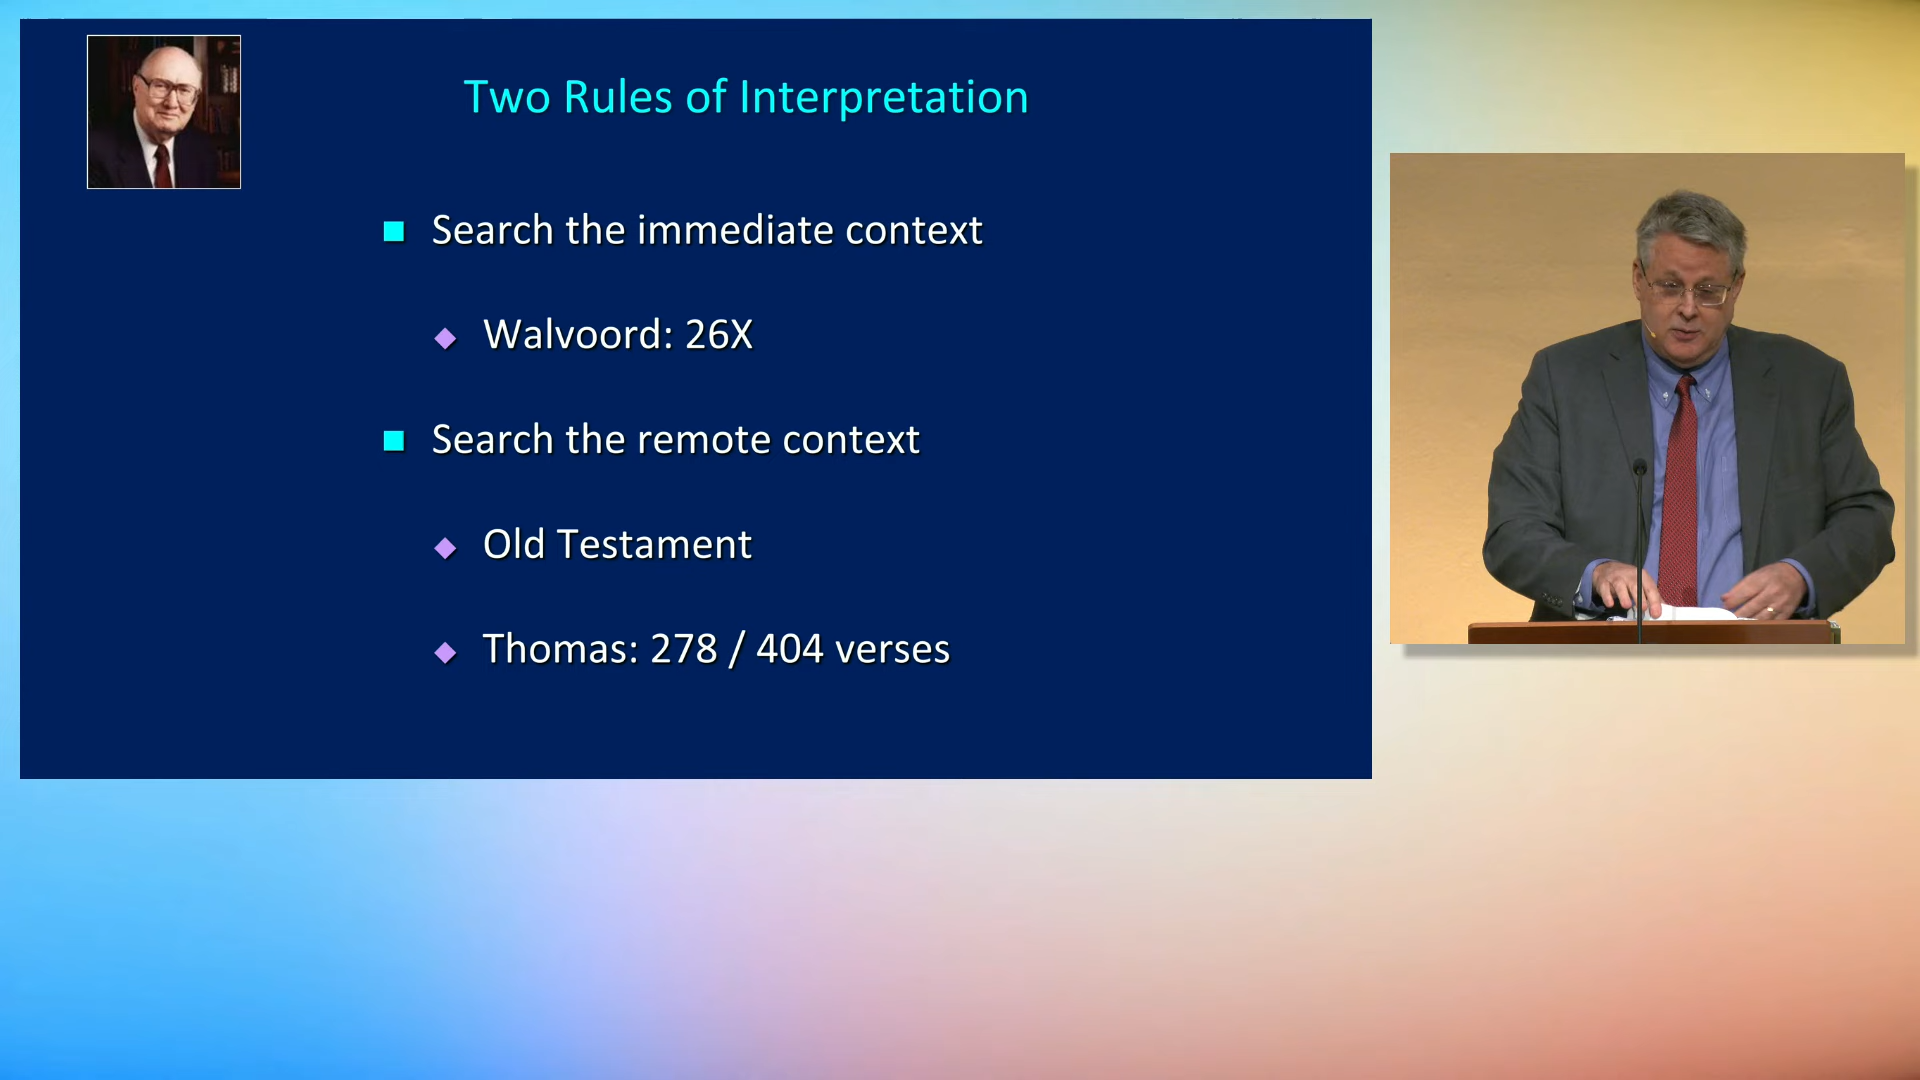 Two Rules of Interpretation
Search the immediate context
Walvoord: 26X
Search the remote context
Old Testament
Thomas: 278 / 404 verses